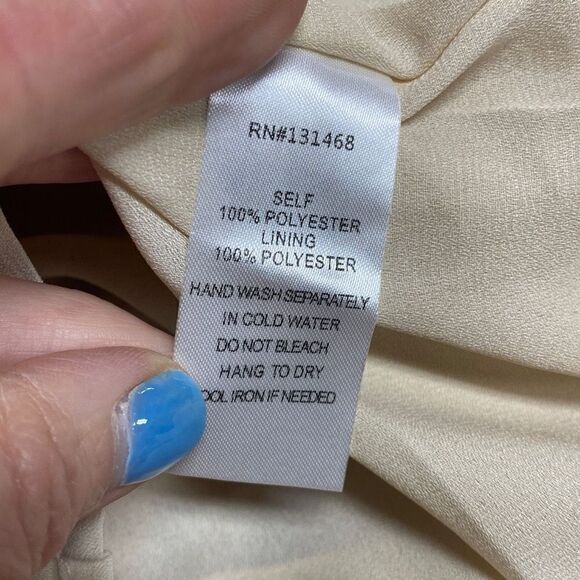 RN#131468
SELF
100% POLYESTER
LINING
100% POLYESTER
HAND WASH SEPARATELY
IN COLD WATER
DO NOT BLEACH
HANG TO DRY
OOL IRON IF NEEDED